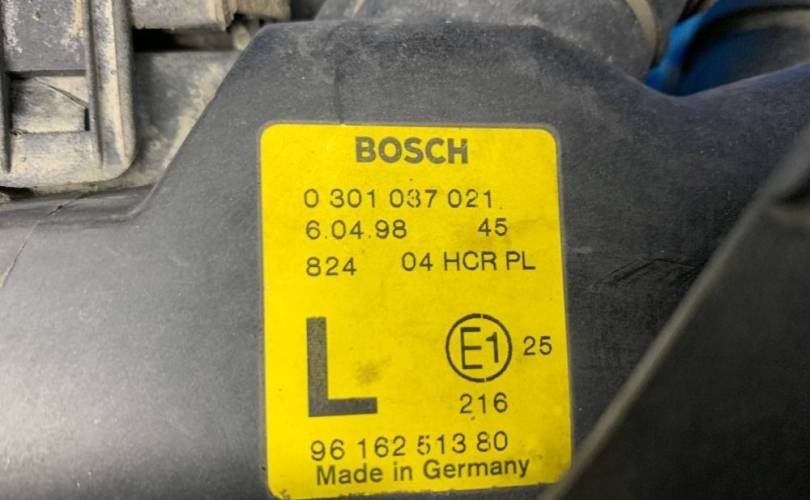 BOSCH
0 301 037 021
6.04.98 45
824 04 HCR PL
L E1 25
216
96 162 513 80
Made in Germany